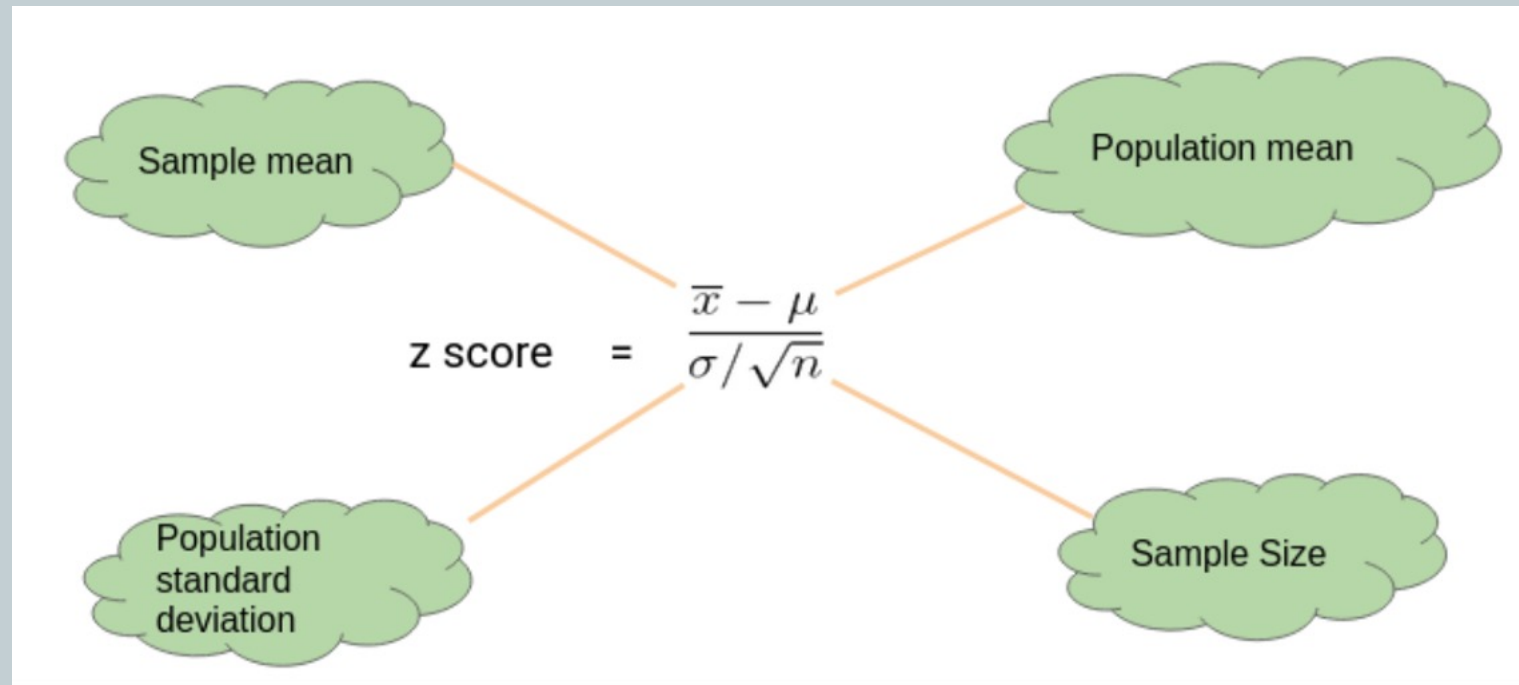 Sample mean
Population mean
z score = x̄ − μ
σ/√n
Population
standard
deviation
Sample Size